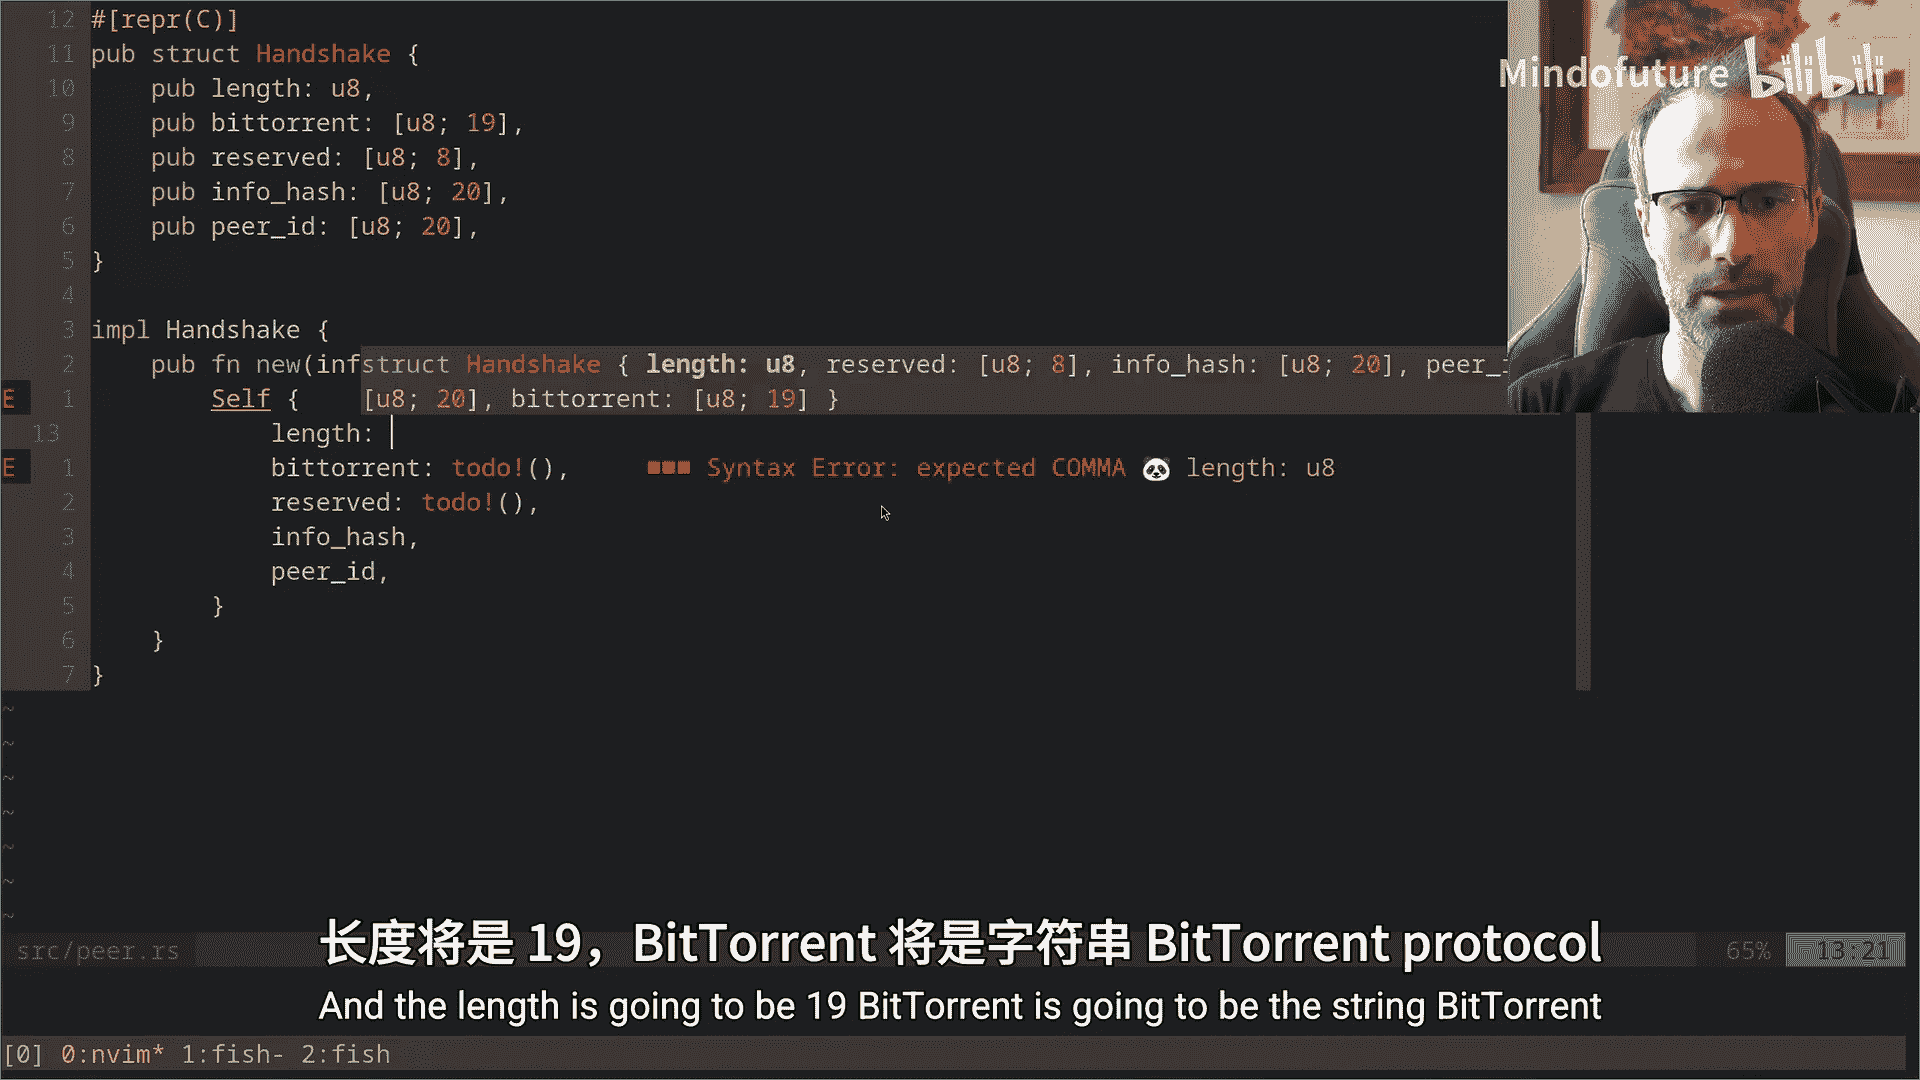 12 #[repr(C)]
11 pub struct Handshake {
10 pub length: u8,
9 pub bittorrent: [u8; 19],
8 pub reserved: [u8; 8],
7 pub info_hash: [u8; 20],
6 pub peer_id: [u8; 20],
5 }
4
3 impl Handshake {
2 pub fn new(infstruct Handshake { length: u8, reserved: [u8; 8], info_hash: [u8; 20], peer_i
E 1 Self { [u8; 20], bittorrent: [u8; 19] }
13 length:
E 1 bittorrent: todo!(), ■■■ Syntax Error: expected COMMA 🐼 length: u8
2 reserved: todo!(),
3 info_hash,
4 peer_id,
5 }
6 }
7 }
~
~
~
~
~
~
~
Mindofuture bilibili
src/peer.rs 65% 13:21
长度将是 19，BitTorrent 将是字符串 BitTorrent protocol
And the length is going to be 19 BitTorrent is going to be the string BitTorrent
[0] 0:nvim* 1:fish- 2:fish